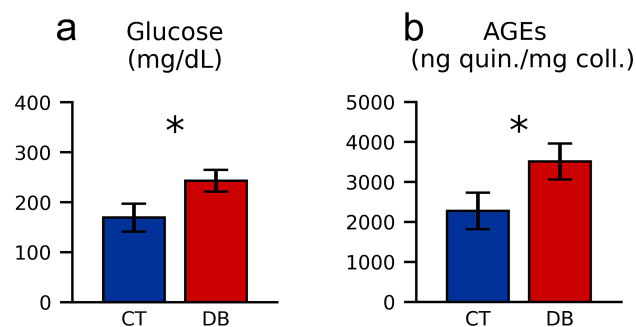 a
Glucose
(mg/dL)
400
300
200
100
0
*
CT
DB
b
AGEs
(ng quin./mg coll.)
5000
4000
3000
2000
1000
0
*
CT
DB